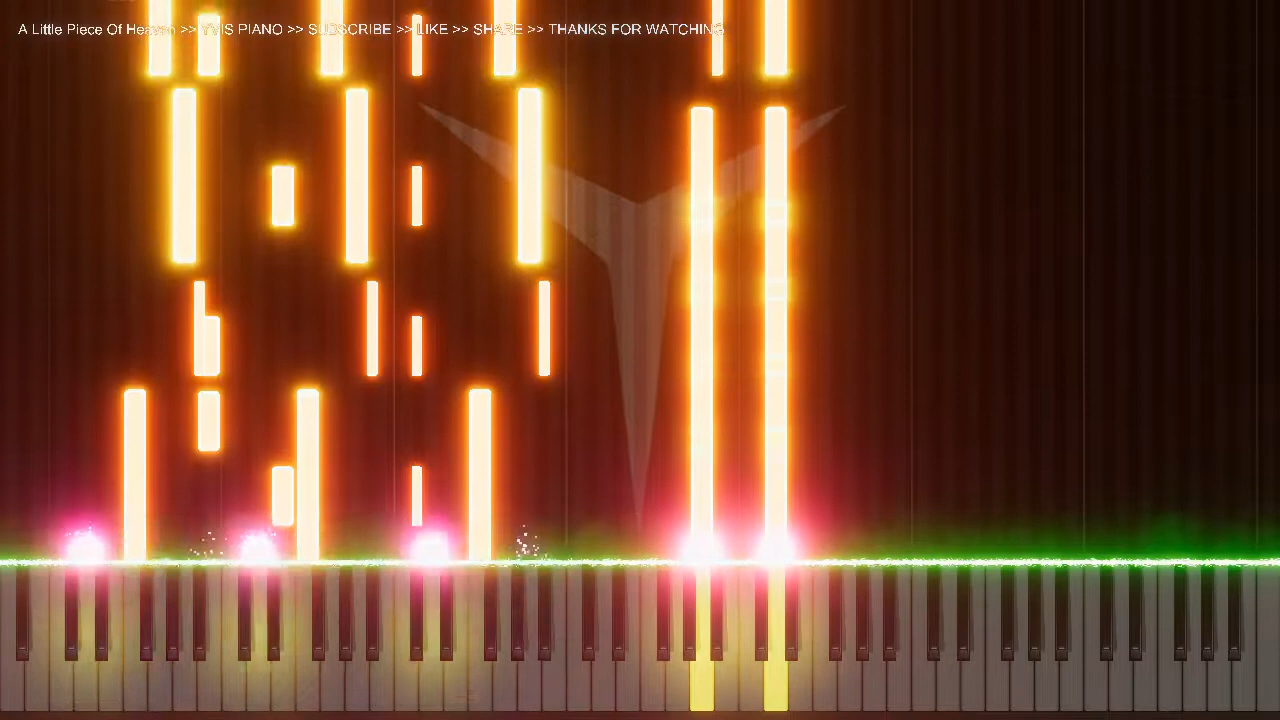 A Little Piece Of Heaven >> YVIS PIANO >> SUBSCRIBE >> LIKE >> SHARE >> THANKS FOR WATCHING